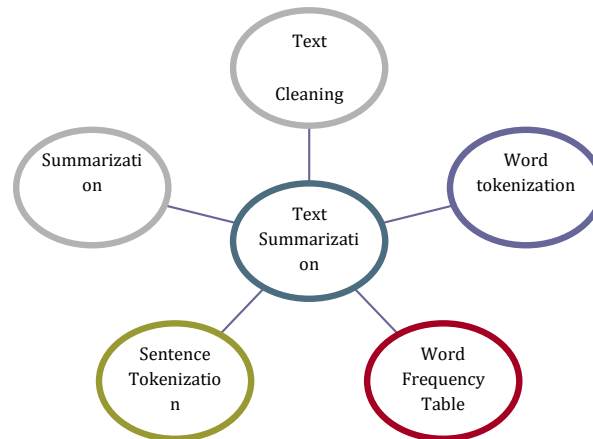 Text
Cleaning
Summarizati
on
Word
tokenization
Text
Summarizati
on
Sentence
Tokenizatio
n
Word
Frequency
Table